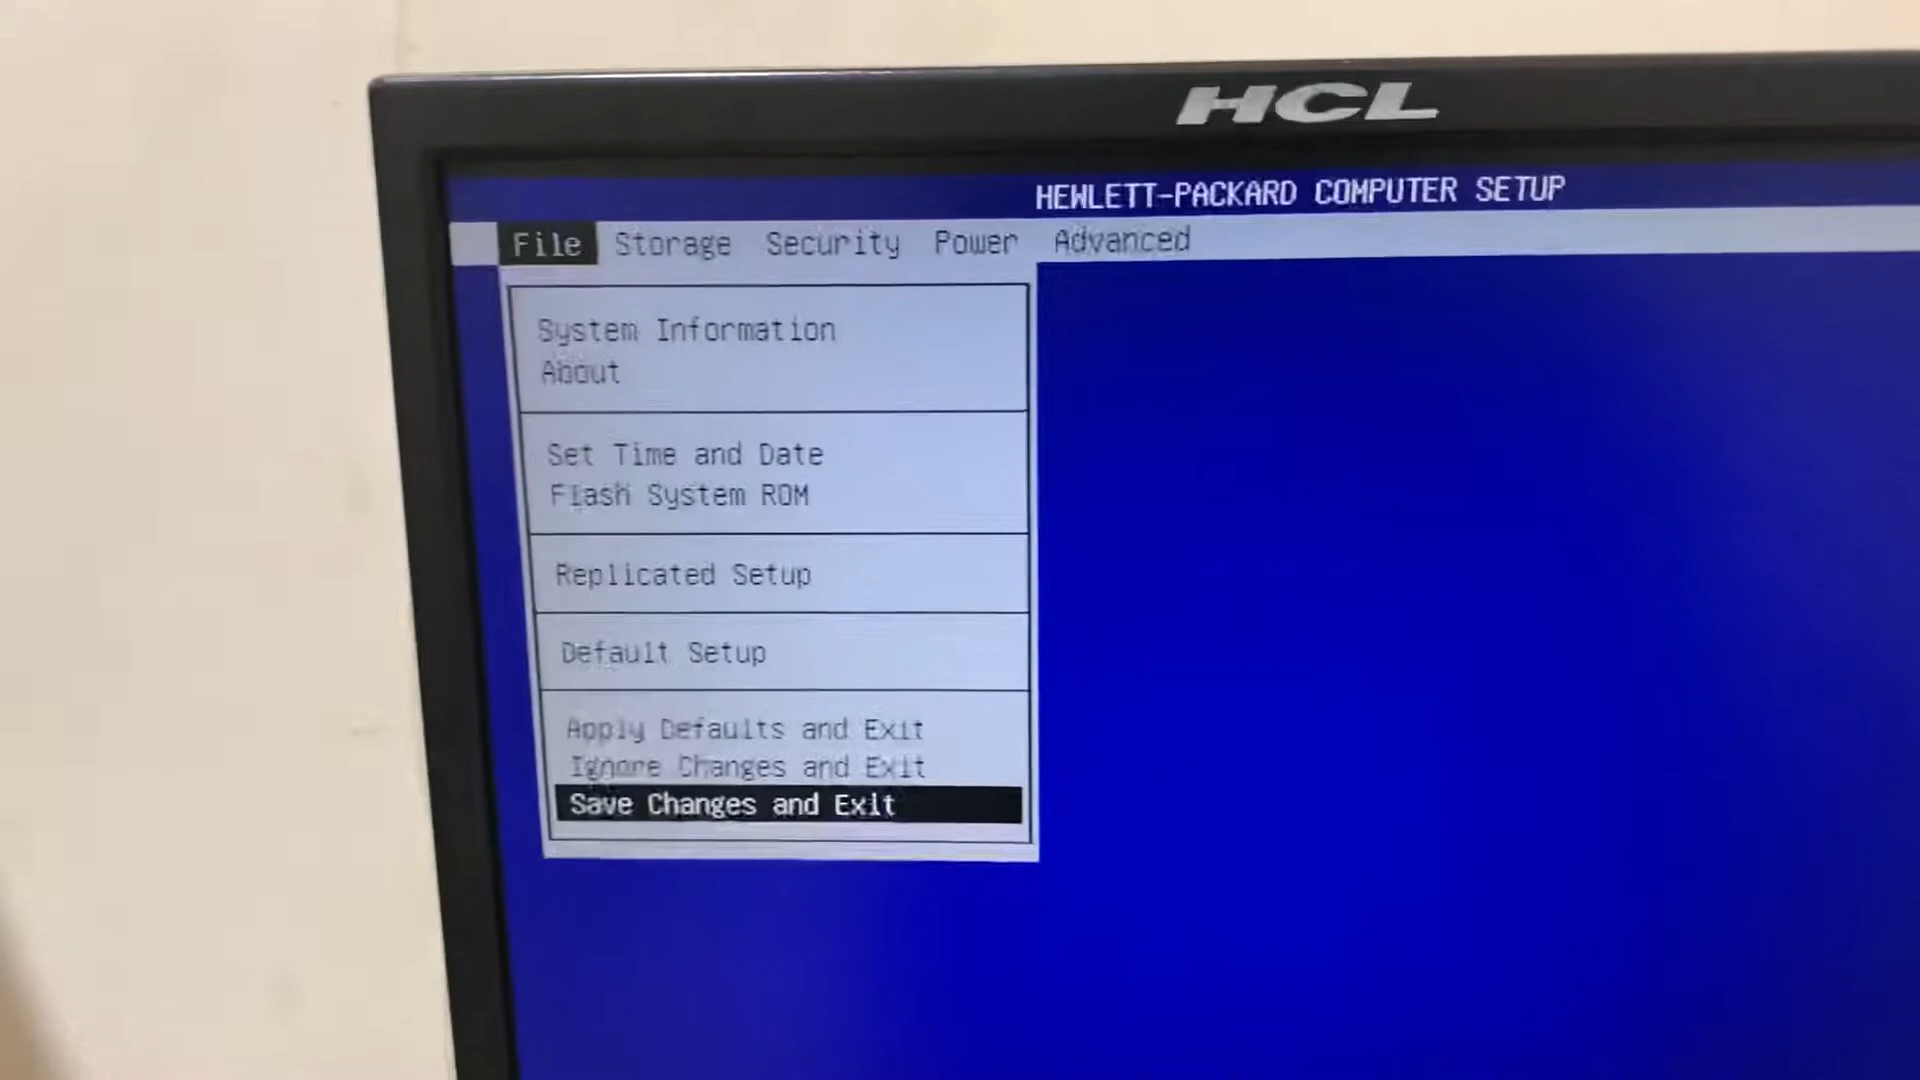 HCL
HEWLETT-PACKARD COMPUTER SETUP
File Storage Security Power Advanced
System Information
About
Set Time and Date
Flash System ROM
Replicated Setup
Default Setup
Apply Defaults and Exit
Ignore Changes and Exit
Save Changes and Exit